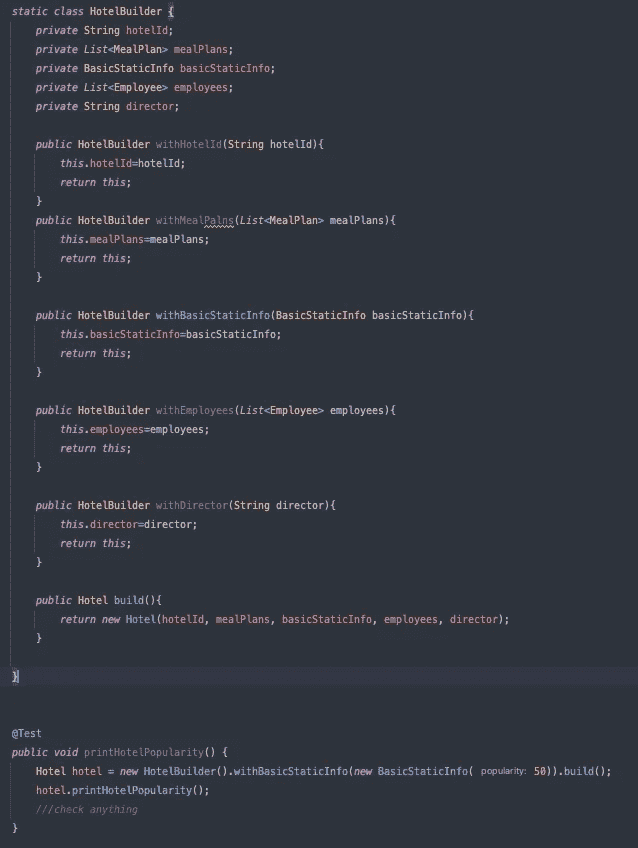 static class HotelBuilder {
private String hotelId;
private List<MealPlan> mealPlans;
private BasicStaticInfo basicStaticInfo;
private List<Employee> employees;
private String director;
public HotelBuilder withHotelId(String hotelId){
this.hotelId=hotelId;
return this;
}
public HotelBuilder withMealPalns(List<MealPlan> mealPlans){
this.mealPlans=mealPlans;
return this;
}
public HotelBuilder withBasicStaticInfo(BasicStaticInfo basicStaticInfo){
this.basicStaticInfo=basicStaticInfo;
return this;
}
public HotelBuilder withEmployees(List<Employee> employees){
this.employees=employees;
return this;
}
public HotelBuilder withDirector(String director){
this.director=director;
return this;
}
public Hotel build(){
return new Hotel(hotelId, mealPlans, basicStaticInfo, employees, director);
}
}
@Test
public void printHotelPopularity() {
Hotel hotel = new HotelBuilder().withBasicStaticInfo(new BasicStaticInfo( popularity: 50)).build();
hotel.printHotelPopularity();
///check anything
}